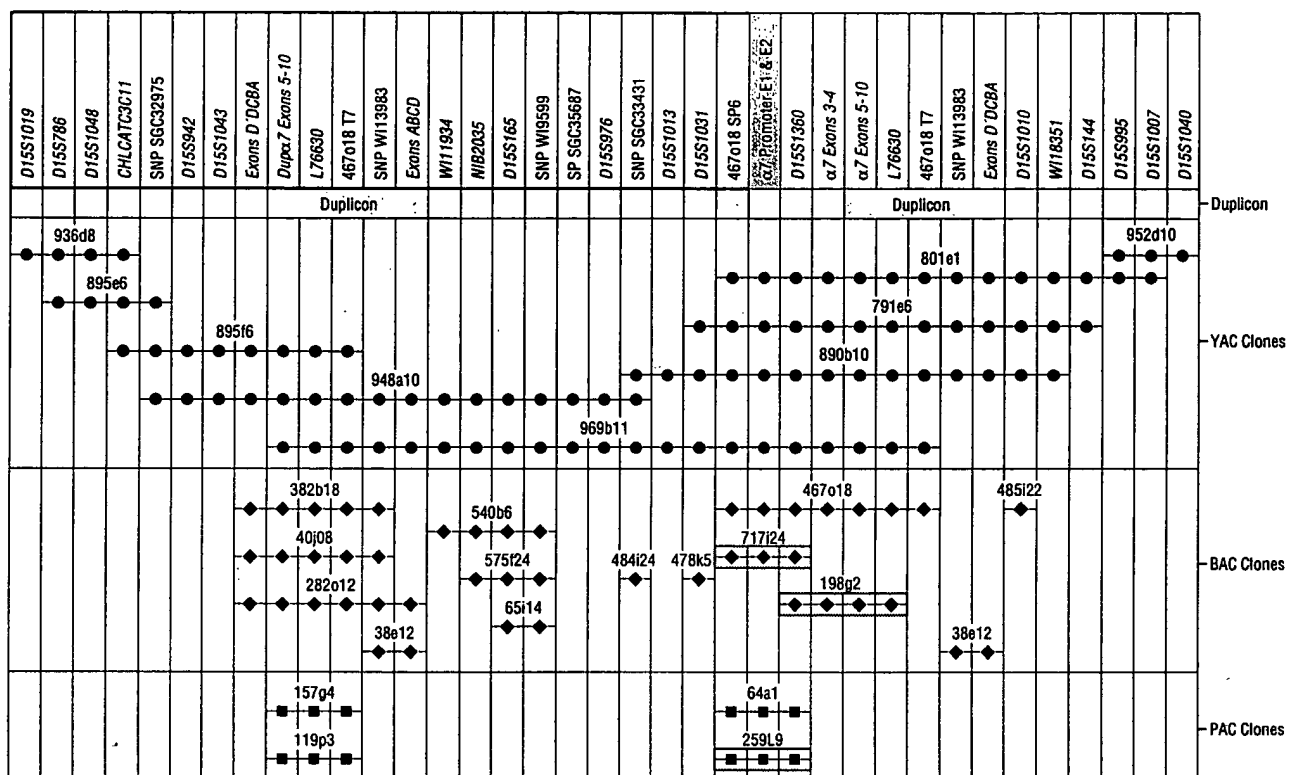 D15S1019
D15S786
D15S1048
CHLCATC3C11
SNP SGC32975
D15S942
D15S1043
Exons D'DCBA
Dupα7 Exons 5-10
L76630
467o18 T7
SNP WI13983
Exons ABCD
WI11934
NIB2035
D15S165
SNP WI9599
SP SGC35687
D15S976
SNP SGC33431
D15S1013
D15S1031
467o18 SP6
α7 Promoter E1 & E2
D15S1360
α7 Exons 3-4
α7 Exons 5-10
L76630
467o18 T7
SNP WI13983
Exons D'DCBA
D15S1010
WI18351
D15S144
D15S995
D15S1007
D15S1040
Duplicon
Duplicon
Duplicon
936d8
952d10
801e1
895e6
791e6
895f6
YAC Clones
890b10
948a10
969b11
382b18
467o18
485i22
540b6
40j08
717i24
575f24
484i24
478k5
BAC Clones
282o12
198g2
65i14
38e12
38e12
157g4
64a1
PAC Clones
119p3
259L9